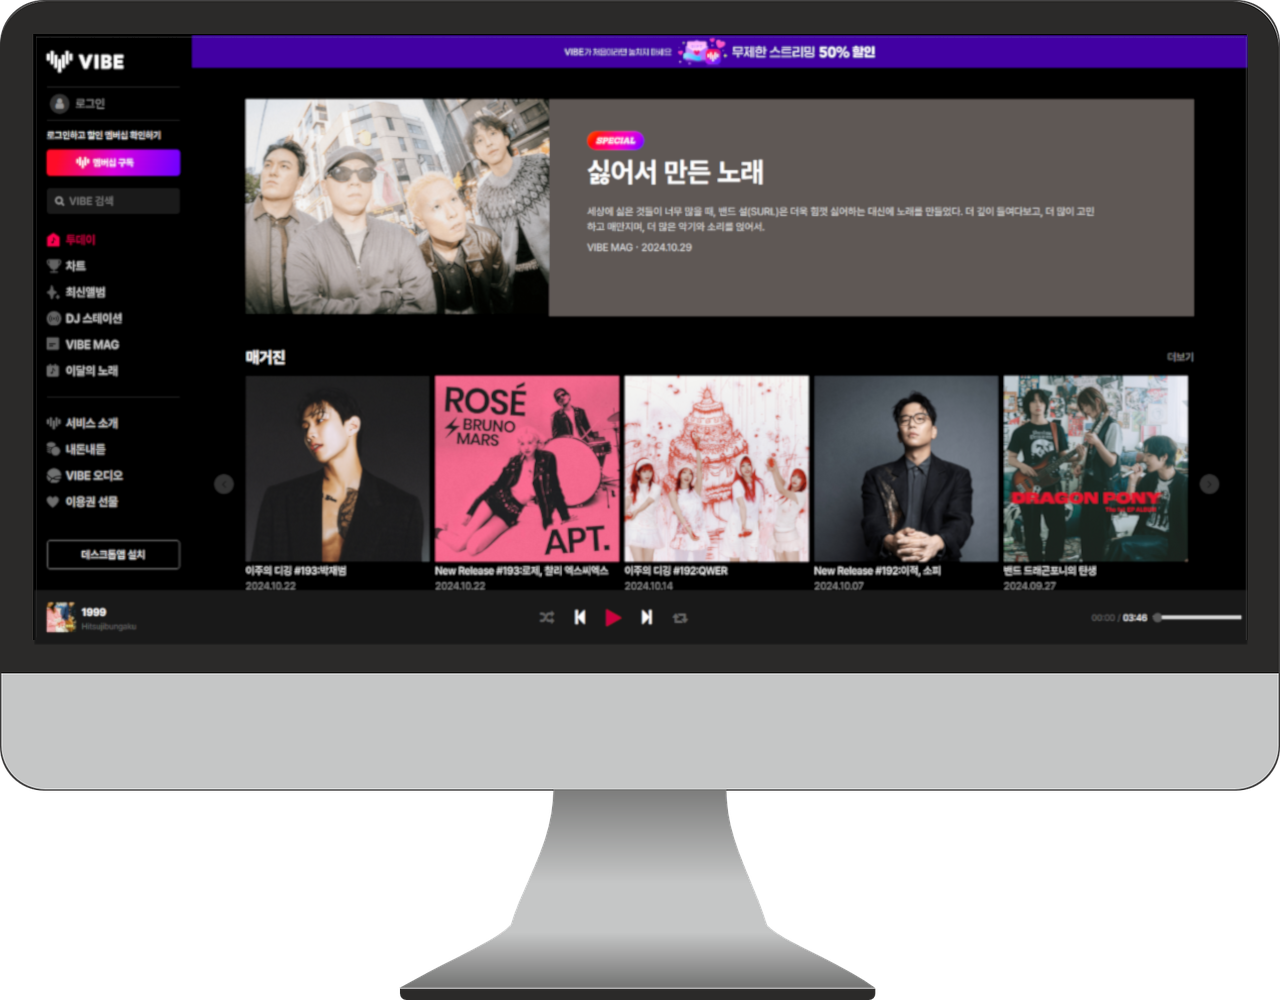 VIBE
로그인
로그인하고 할인 멤버십 확인하기
멤버십 구독
VIBE 검색
투데이
차트
최신앨범
DJ 스테이션
VIBE MAG
이달의 노래
서비스 소개
내돈내듣
VIBE 오디오
이용권 선물
데스크톱앱 설치
VIBE가 처음이라면 놓치지 마세요
무제한 스트리밍 50% 할인
SPECIAL
싫어서 만든 노래
세상에 싫은 것들이 너무 많을 때, 밴드 설(SURL)은 더욱 힘껏 싫어하는 대신에 노래를 만들었다. 더 깊이 들여다보고, 더 많이 고민
하고 매만지며, 더 많은 악기와 소리를 얹어서.
VIBE MAG · 2024.10.29
매거진
더보기
ROSÉ
BRUNO
MARS
APT.
DRAGON PONY
The 1st EP ALBUM
이주의 디깅 #193:박재범
2024.10.22
New Release #193:로제, 찰리 엑스씨엑스
2024.10.22
이주의 디깅 #192:QWER
2024.10.14
New Release #192:이적, 소피
2024.10.07
밴드 드래곤포니의 탄생
2024.09.27
1999
Hitsujibungaku
00:00 / 03:46